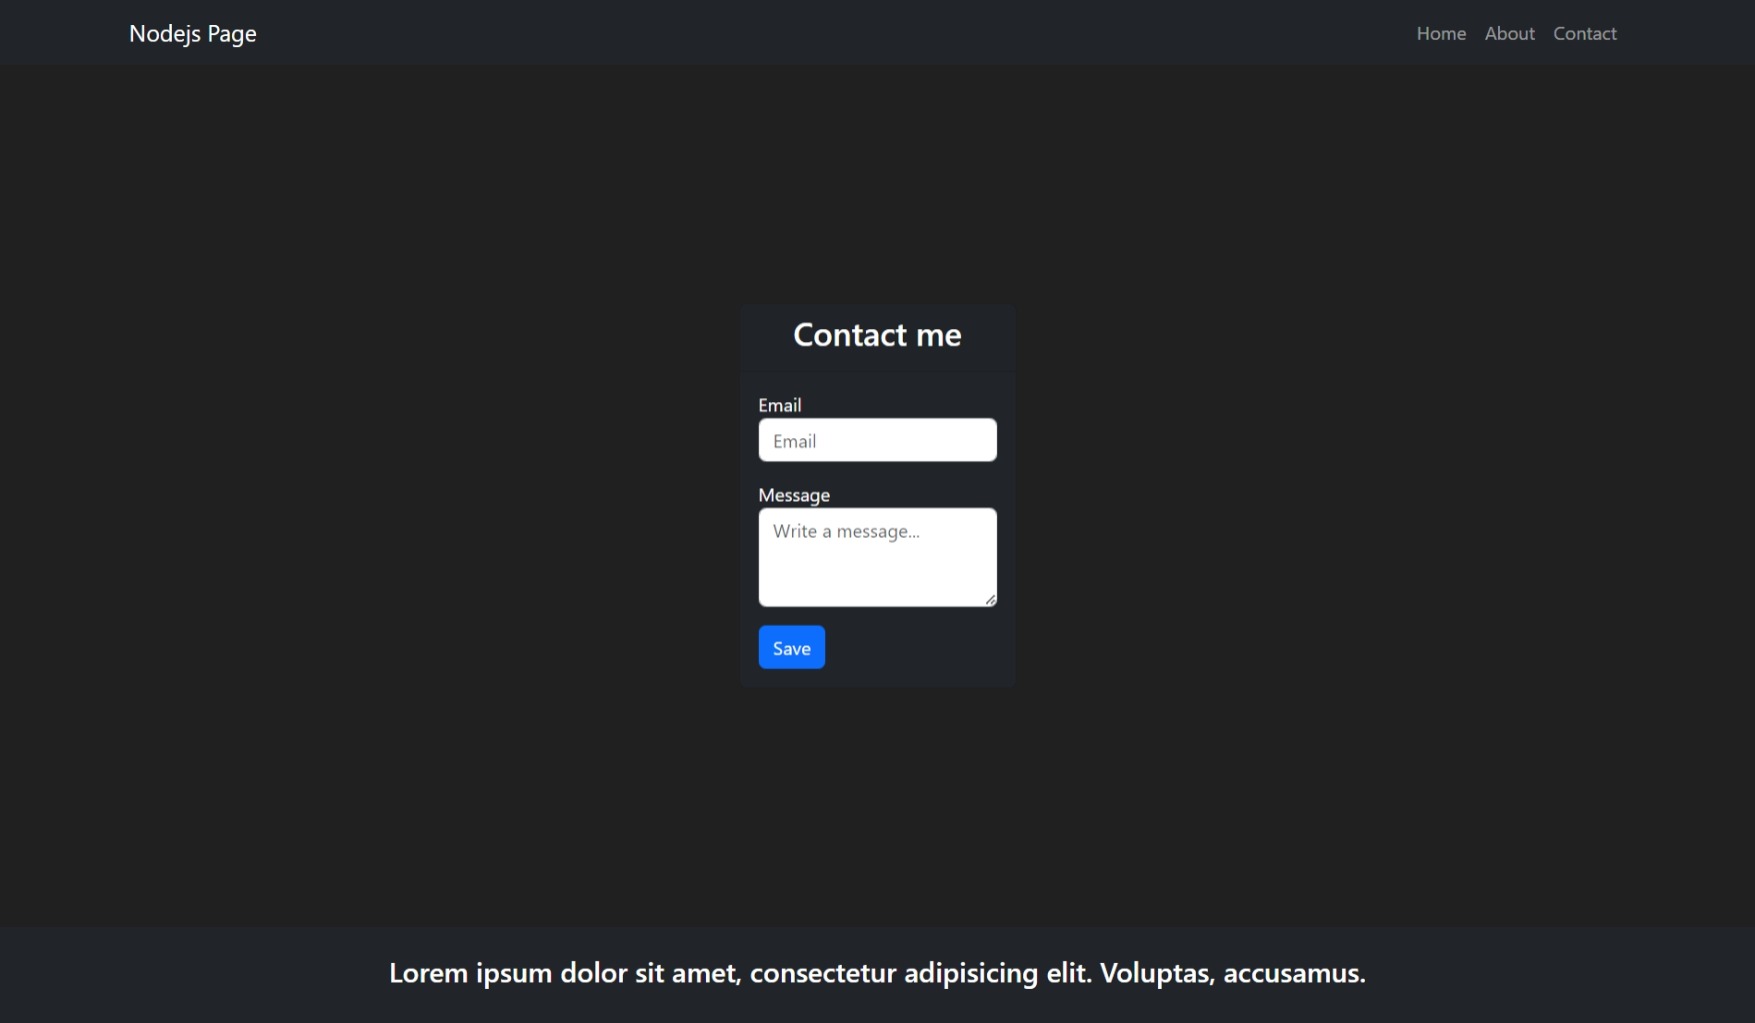 Nodejs Page
Home About Contact
Contact me
Email
Email
Message
Write a message...
Save
Lorem ipsum dolor sit amet, consectetur adipisicing elit. Voluptas, accusamus.